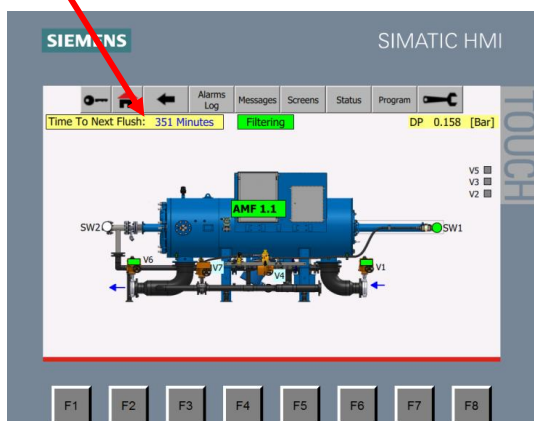 SIEMENS
SIMATIC HMI
TOUCH
Alarms
Log
Messages
Screens
Status
Program
Time To Next Flush: 351 Minutes
Filtering
DP 0.158 [Bar]
V5
V3
V2
AMF 1.1
SW2
SW1
V6
V7
V4
V1
F1 F2 F3 F4 F5 F6 F7 F8